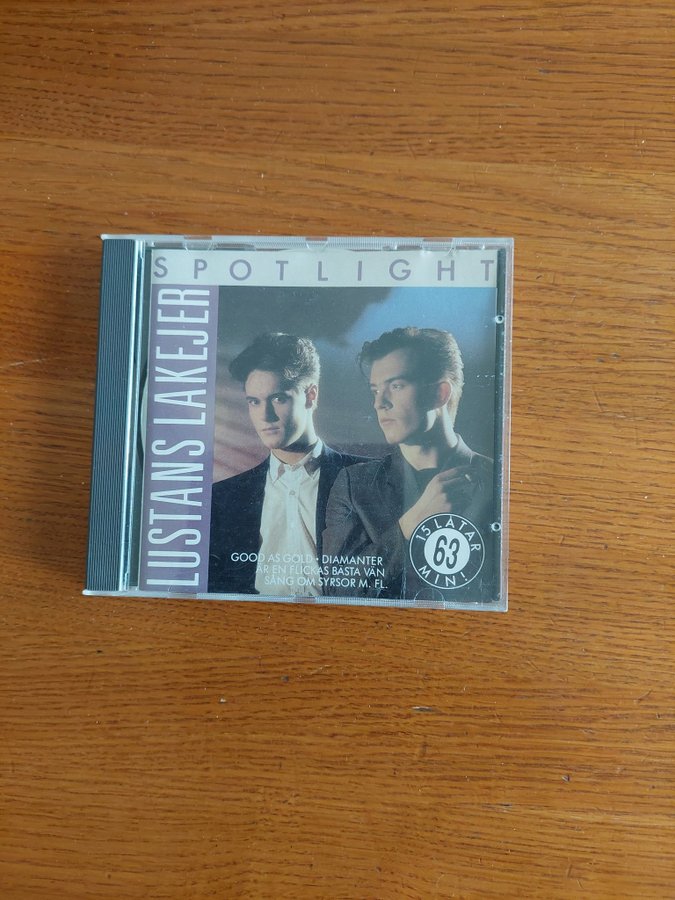 SPOTLIGHT
LUSTANS LAKEJER
GOOD AS GOLD • DIAMANTER
ÄR EN FLICKAS BÄSTA VÄN
SÅNG OM SYRSOR M. FL.
15 LÅTAR
63
MIN!